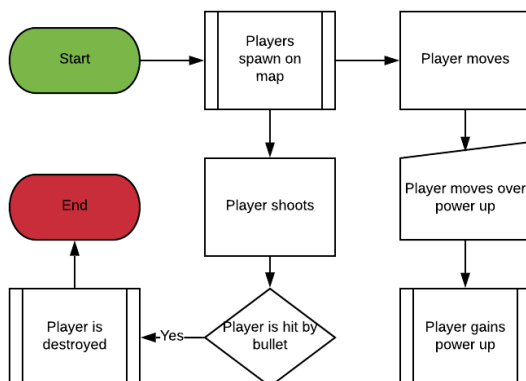 Start
Players
spawn on
map
Player moves
Player shoots
Player moves over
power up
End
Player is
destroyed
Yes
Player is hit by
bullet
Player gains
power up